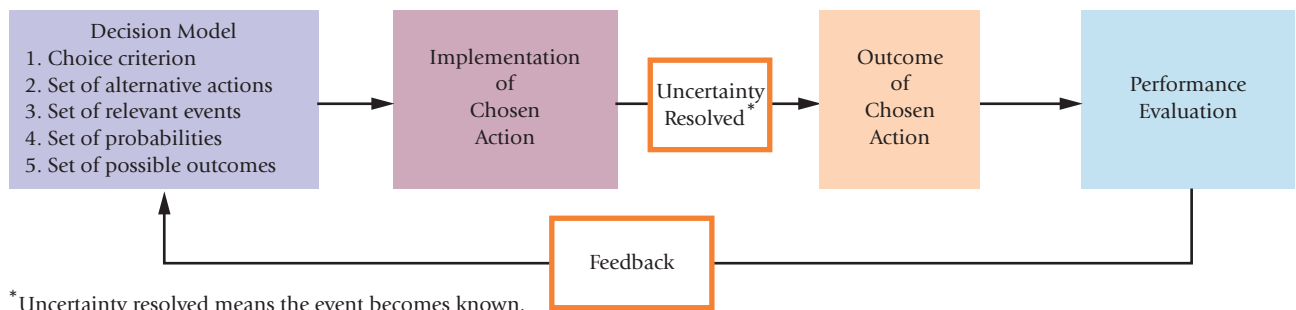 Decision Model
1. Choice criterion
2. Set of alternative actions
3. Set of relevant events
4. Set of probabilities
5. Set of possible outcomes
Implementation
of
Chosen
Action
Uncertainty
Resolved*
Outcome
of
Chosen
Action
Performance
Evaluation
Feedback
*Uncertainty resolved means the event becomes known.